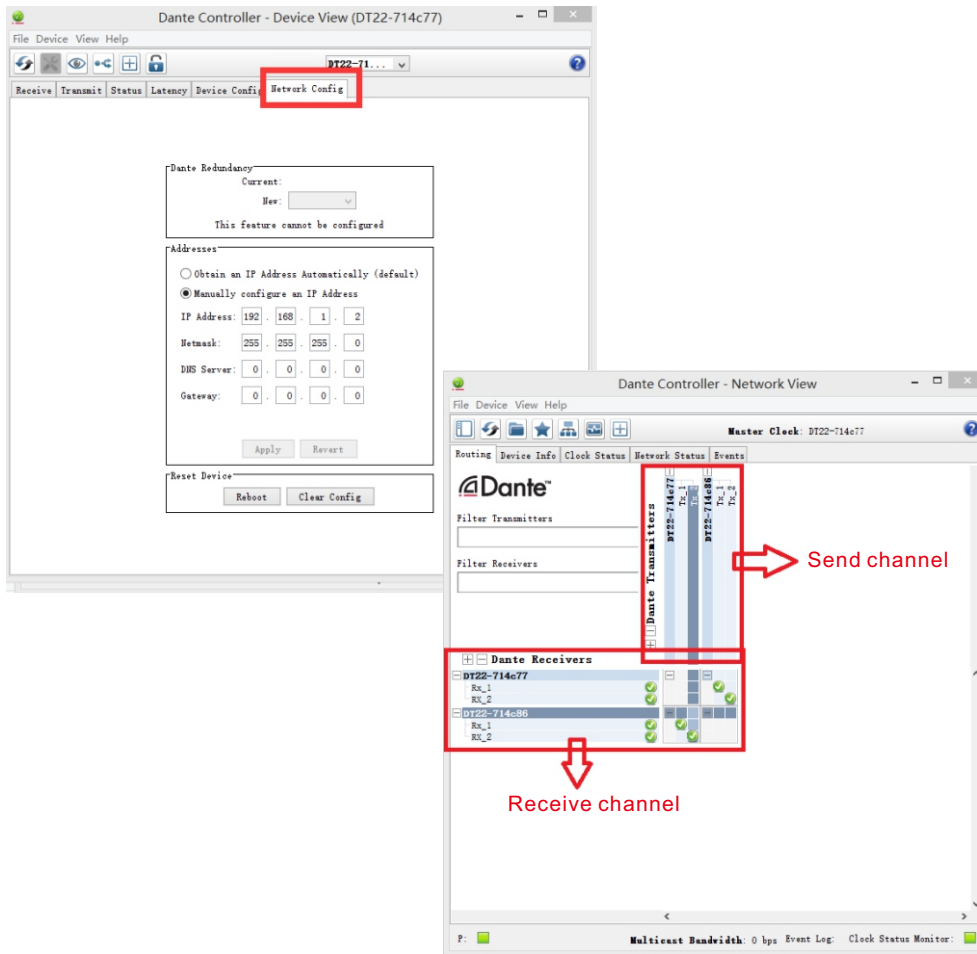 Dante Controller - Device View (DT22-714c77)
File Device View Help
DT22-71...
Receive Transmit Status Latency Device Config Network Config
Dante Redundancy
Current:
New:
This feature cannot be configured
Addresses
Obtain an IP Address Automatically (default)
Manually configure an IP Address
IP Address: 192 . 168 . 1 . 2
Netmask: 255 . 255 . 255 . 0
DNS Server: 0 . 0 . 0 . 0
Gateway: 0 . 0 . 0 . 0
Apply Revert
Reset Device
Reboot Clear Config
Dante Controller - Network View
File Device View Help
Master Clock: DT22-714c77
Routing Device Info Clock Status Network Status Events
Dante™
Filter Transmitters
Filter Receivers
Dante Transmitters
DT22-714c77
Tx_1
Tx_2
DT22-714c86
Tx_1
Tx_2
Send channel
Dante Receivers
DT22-714c77
Rx_1
RX_2
DT22-714c86
Rx_1
RX_2
Receive channel
P: Multicast Bandwidth: 0 bps Event Log: Clock Status Monitor: